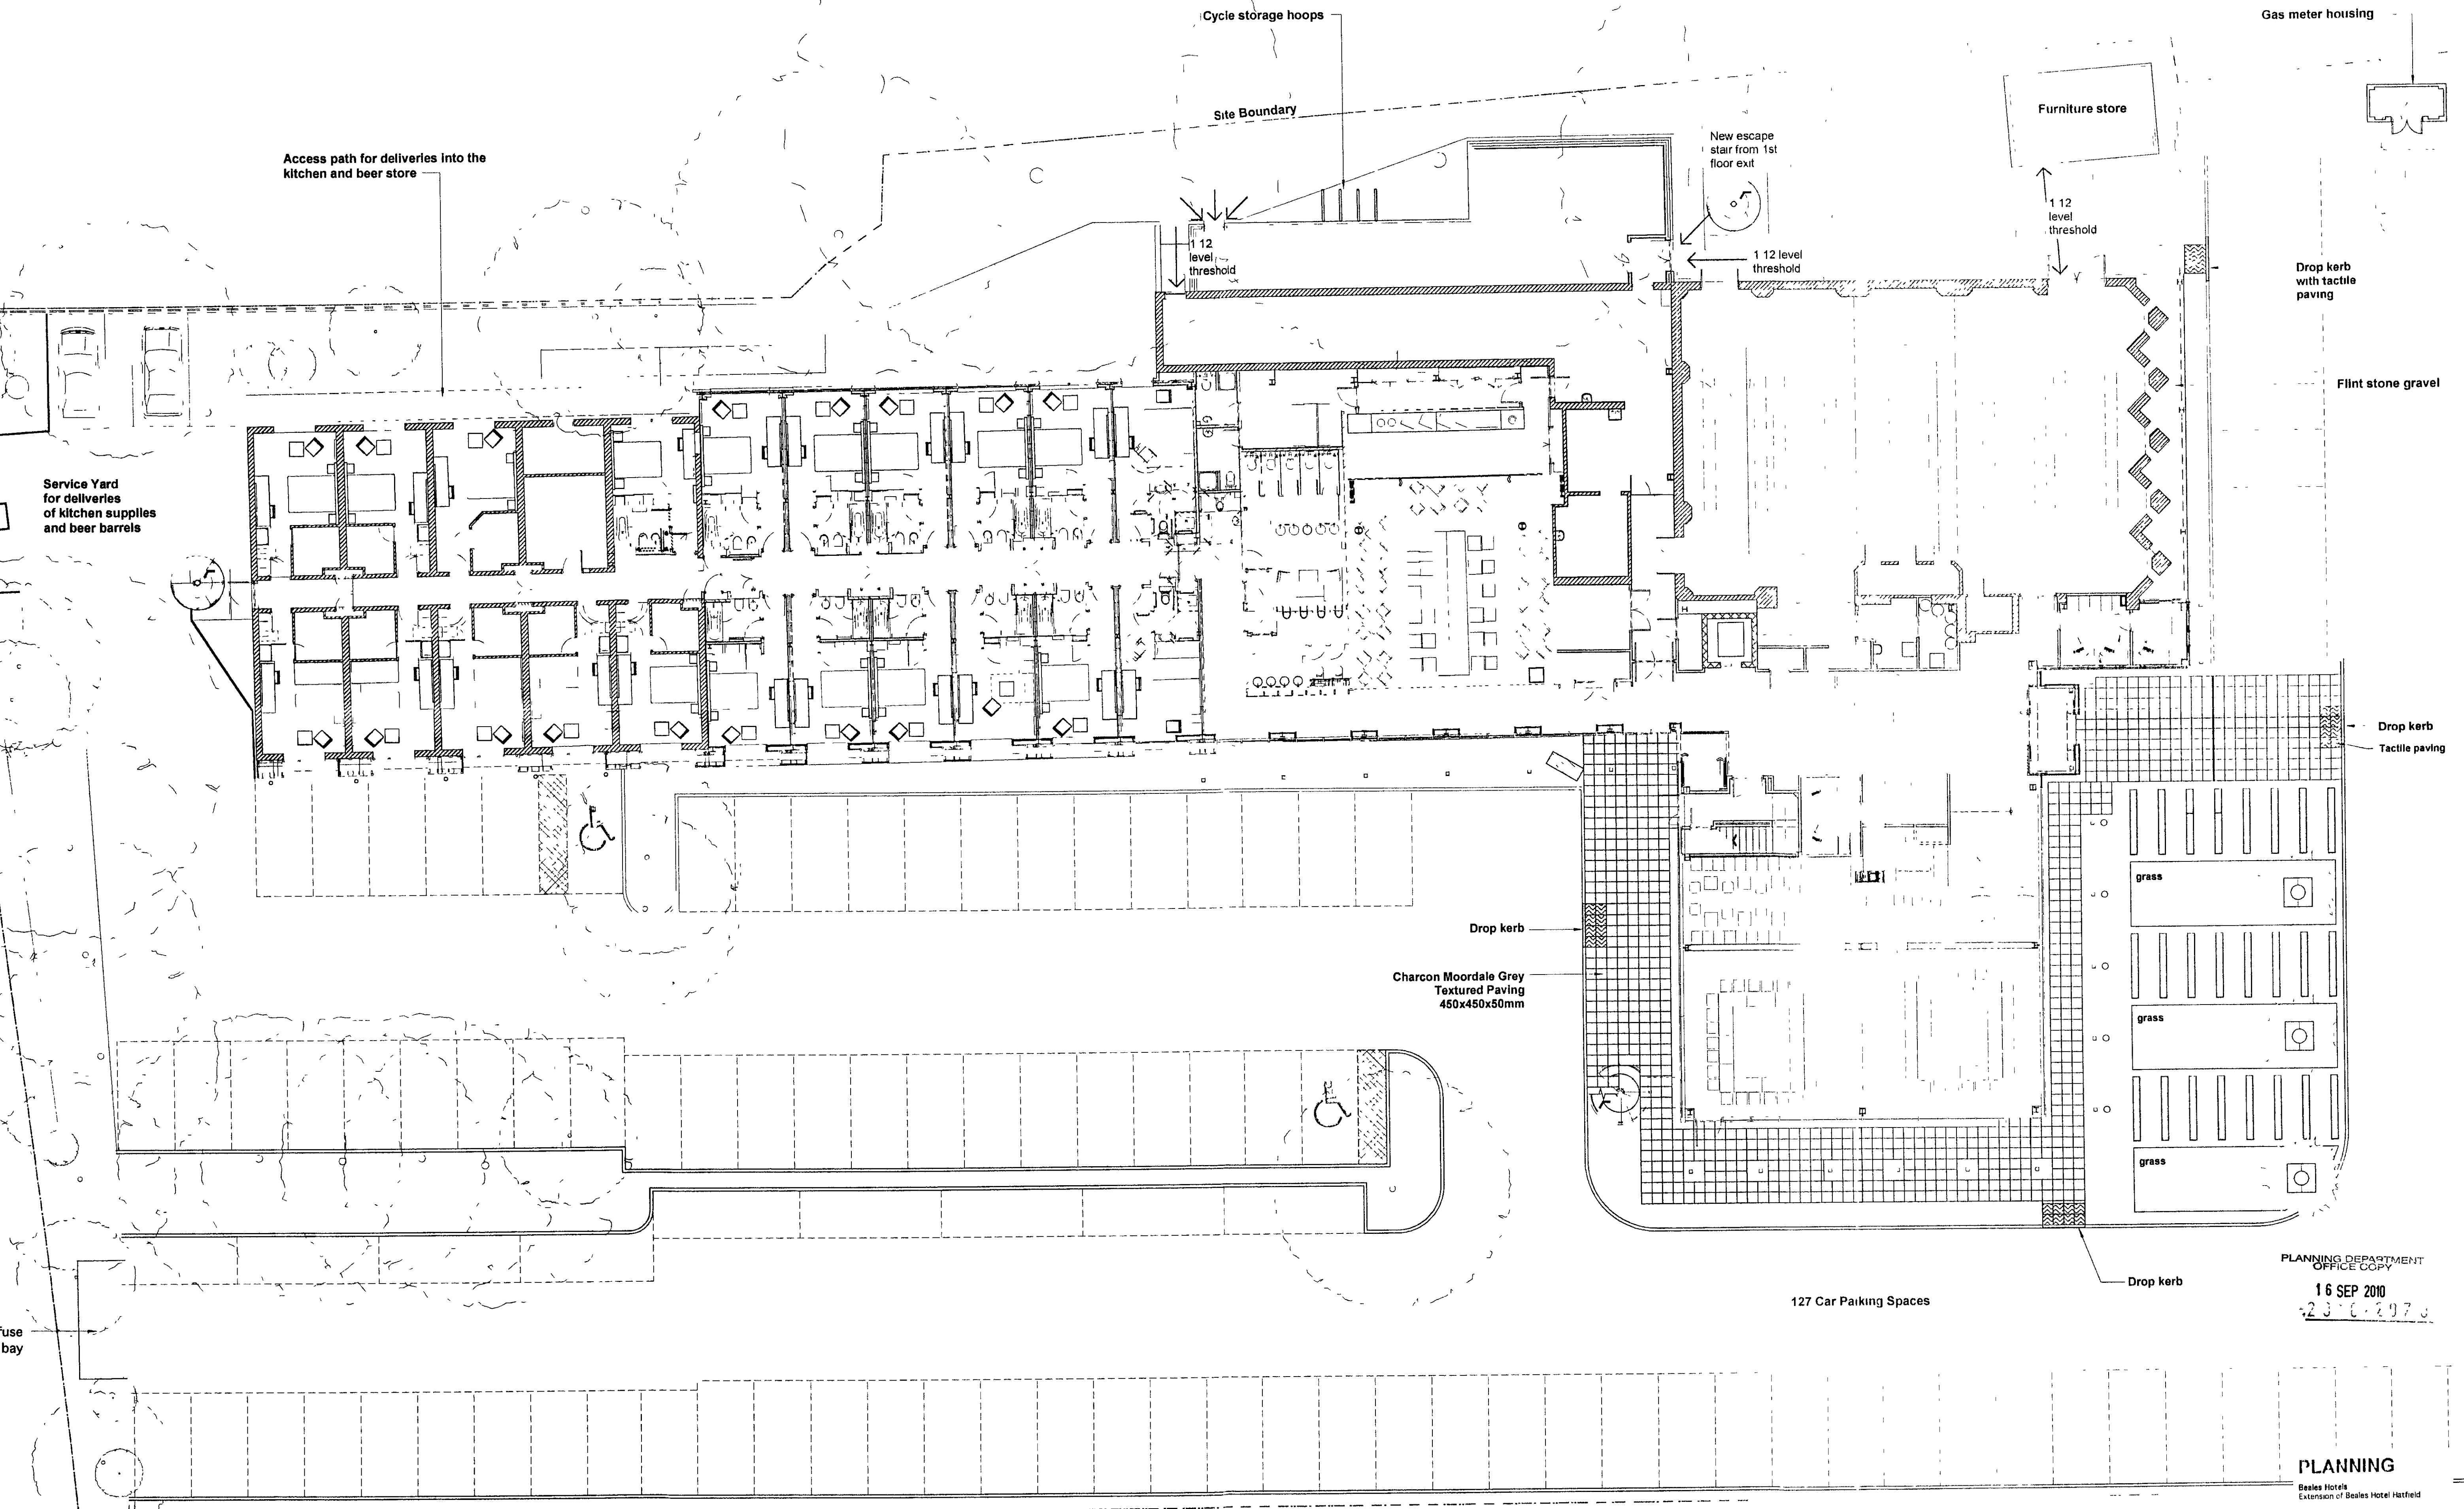 Cycle storage hoops
Gas meter housing
Site Boundary
Furniture store
New escape
stair from 1st
floor exit
Access path for deliveries into the
kitchen and beer store
1 12
level
threshold
1 12
level
threshold
1 12 level
threshold
Drop kerb
with tactile
paving
Flint stone gravel
Service Yard
for deliveries
of kitchen supplies
and beer barrels
Drop kerb
Tactile paving
grass
Drop kerb
Charcon Moordale Grey
Textured Paving
450x450x50mm
grass
grass
PLANNING DEPARTMENT
OFFICE COPY
16 SEP 2010
Drop kerb
127 Car Parking Spaces
fuse
bay
PLANNING
Beales Hotels
Extension of Beales Hotel Hatfield